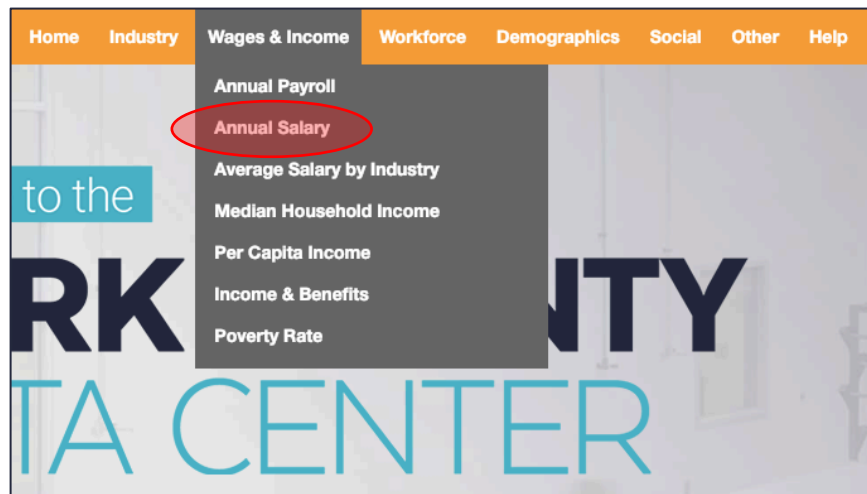 Home Industry Wages & Income Workforce Demographics Social Other Help
Annual Payroll
Annual Salary
Average Salary by Industry
Median Household Income
Per Capita Income
Income & Benefits
Poverty Rate
to the
RK NTY
TA CENTER